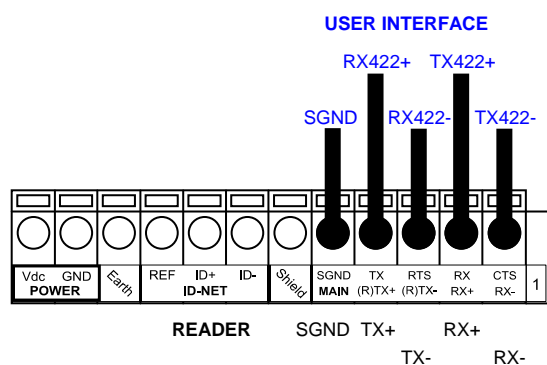 USER INTERFACE
RX422+ TX422+
SGND RX422- TX422-
Vdc GND Earth REF ID+ ID- Shield SGND TX RTS RX CTS 1
POWER ID-NET MAIN (R)TX+ (R)TX- RX+ RX-
READER SGND TX+ RX+
TX- RX-